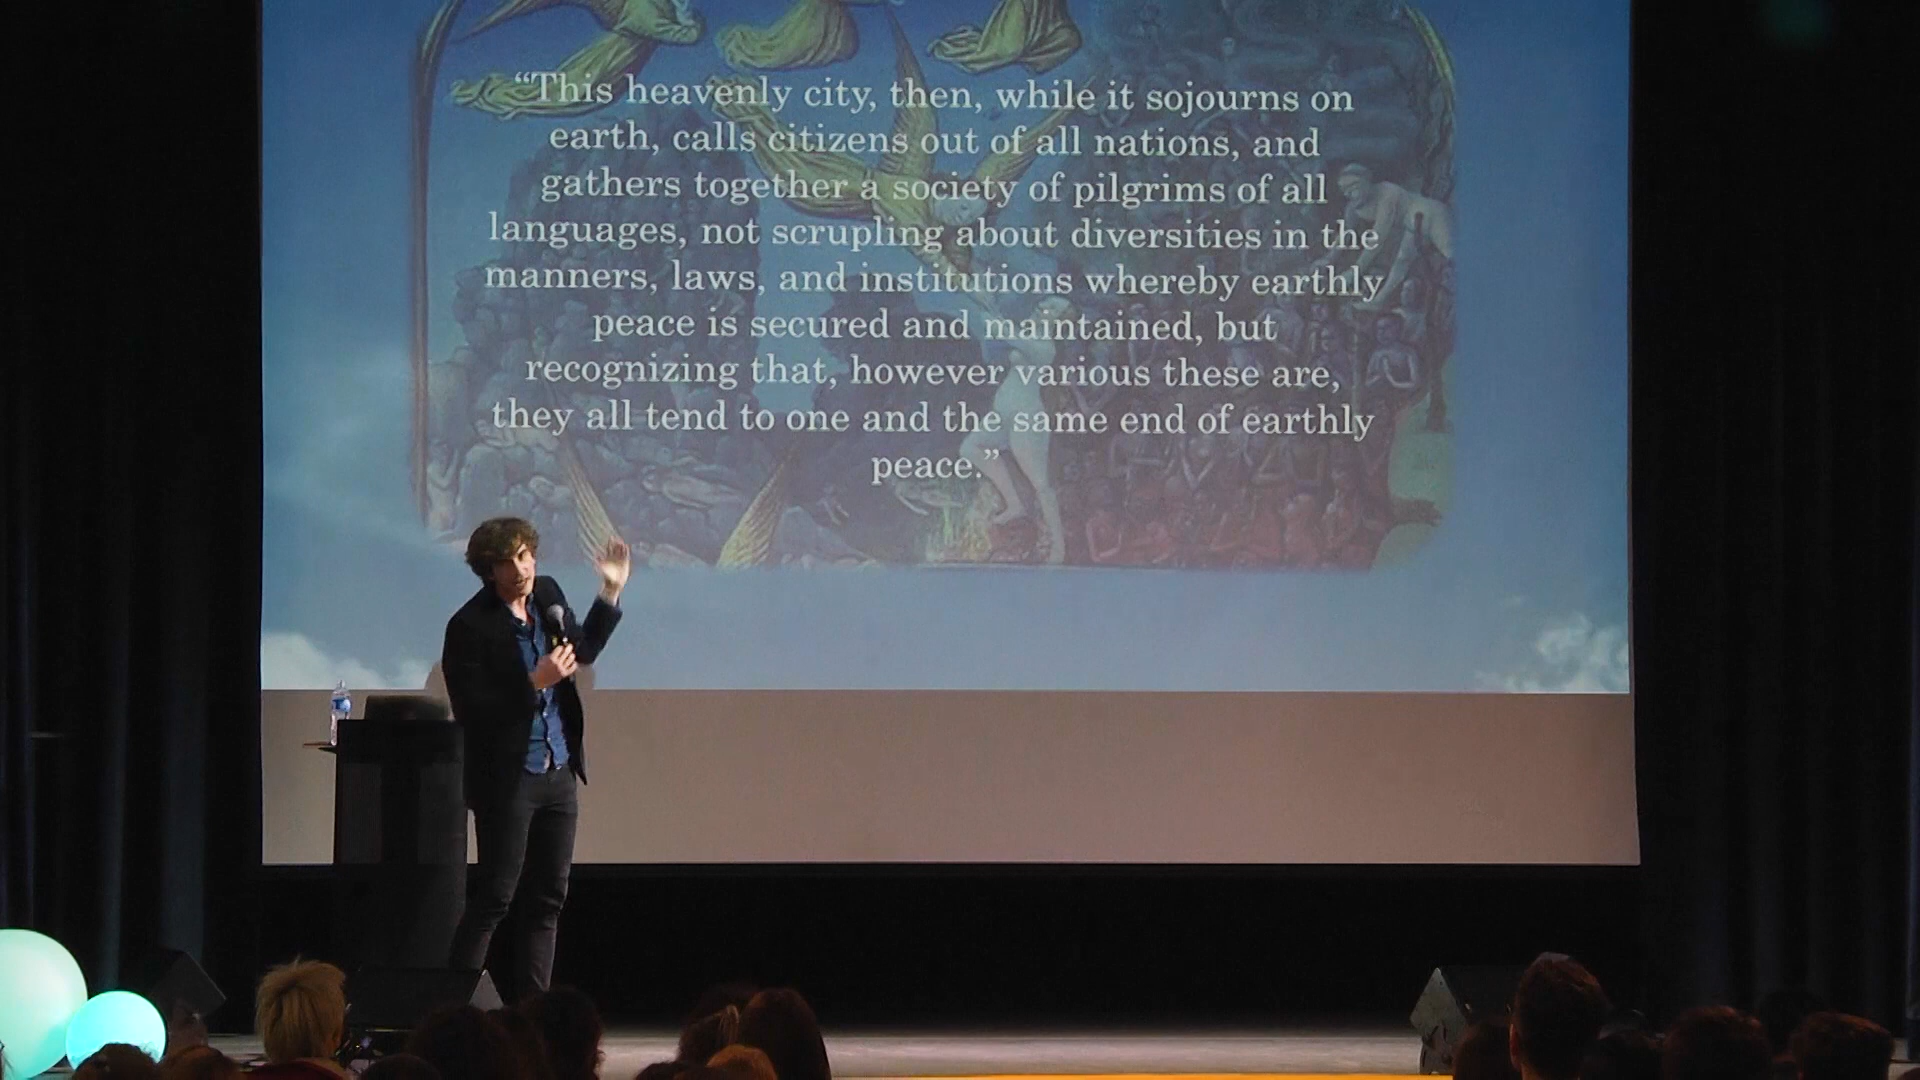 “This heavenly city, then, while it sojourns on
earth, calls citizens out of all nations, and
gathers together a society of pilgrims of all
languages, not scrupling about diversities in the
manners, laws, and institutions whereby earthly
peace is secured and maintained, but
recognizing that, however various these are,
they all tend to one and the same end of earthly
peace.”